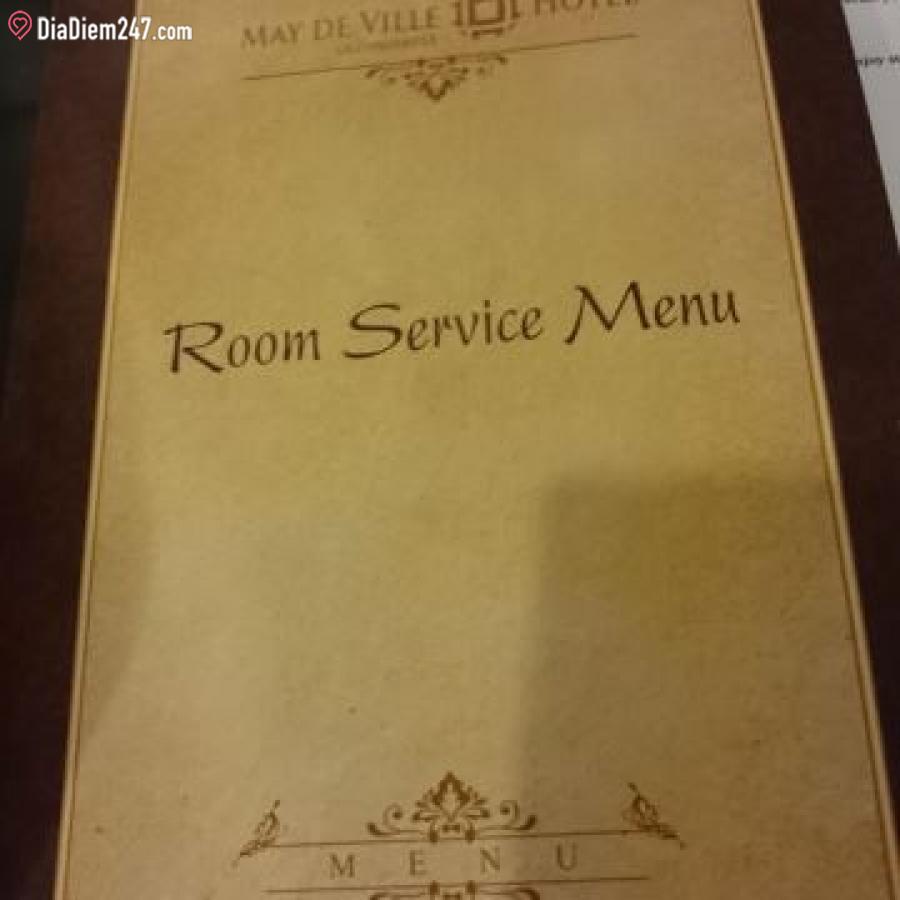 DiaDiem247.com
MAY DE VILLE HOTEL
Room Service Menu
MENU